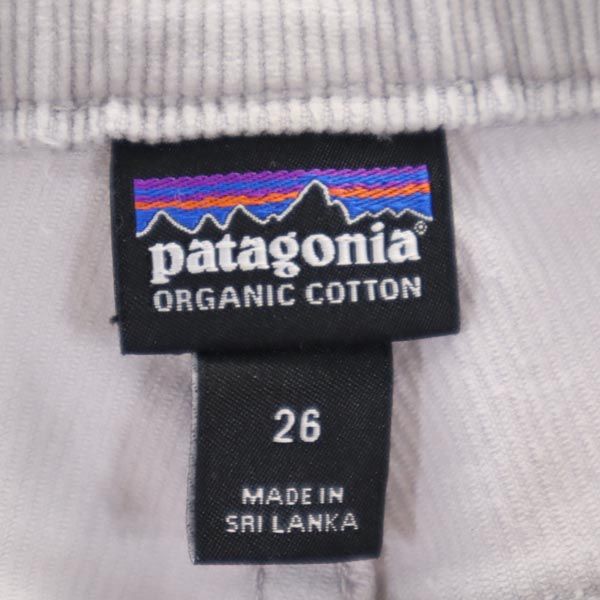 patagonia®
ORGANIC COTTON
26
MADE IN
SRI LANKA